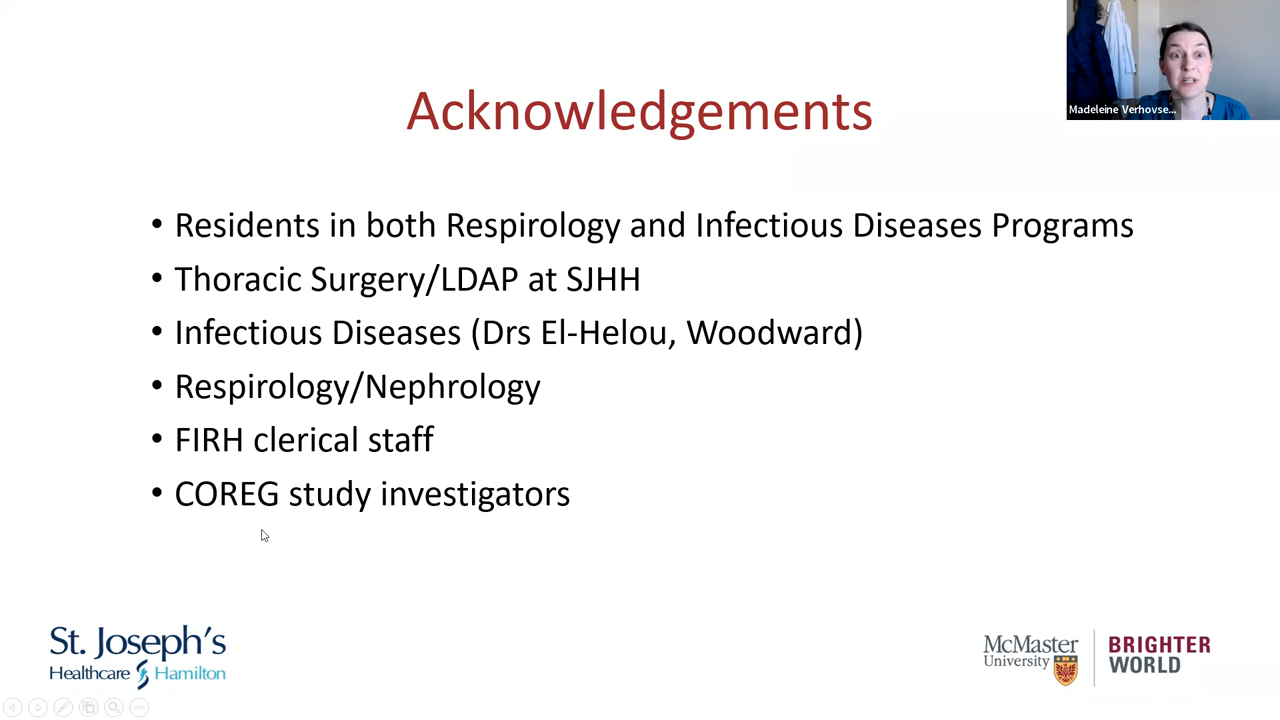 Acknowledgements
Madeleine Verhovse...
• Residents in both Respirology and Infectious Diseases Programs
• Thoracic Surgery/LDAP at SJHH
• Infectious Diseases (Drs El-Helou, Woodward)
• Respirology/Nephrology
• FIRH clerical staff
• COREG study investigators
St. Joseph's
Healthcare Hamilton
McMaster
University
BRIGHTER
WORLD